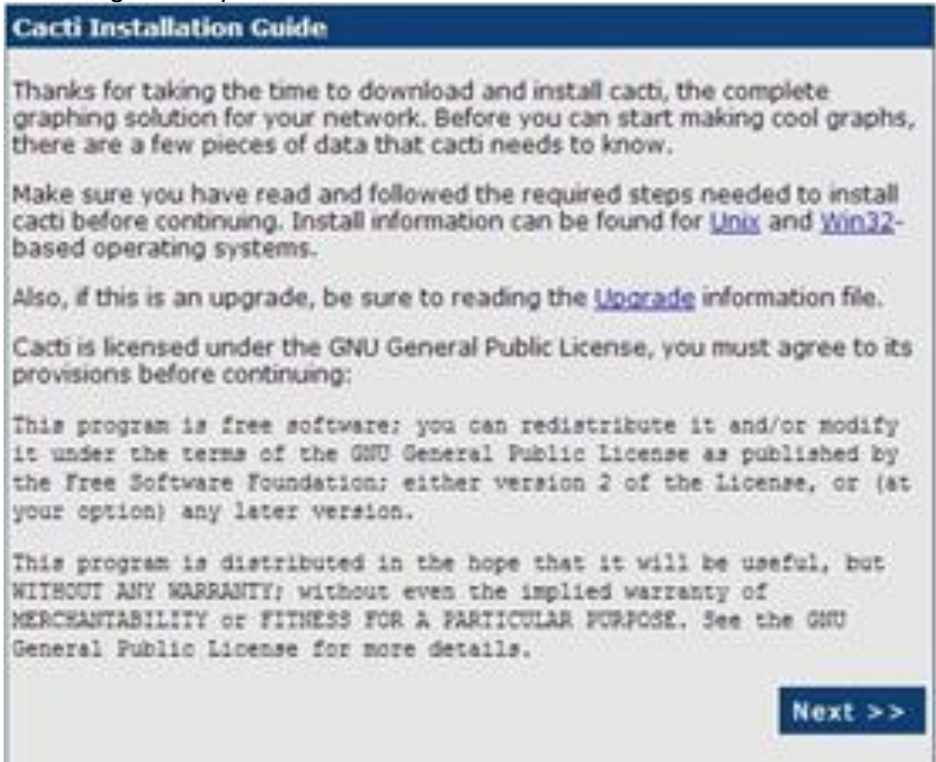 Cacti Installation Guide
Thanks for taking the time to download and install cacti, the complete
graphing solution for your network. Before you can start making cool graphs,
there are a few pieces of data that cacti needs to know.
Make sure you have read and followed the required steps needed to install
cacti before continuing. Install information can be found for Unix and Win32-
based operating systems.
Also, if this is an upgrade, be sure to reading the Upgrade information file.
Cacti is licensed under the GNU General Public License, you must agree to its
provisions before continuing:
This program is free software; you can redistribute it and/or modify
it under the terms of the GNU General Public License as published by
the Free Software Foundation; either version 2 of the License, or (at
your option) any later version.
This program is distributed in the hope that it will be useful, but
WITHOUT ANY WARRANTY; without even the implied warranty of
MERCHANTABILITY or FITNESS FOR A PARTICULAR PURPOSE. See the GNU
General Public License for more details.
Next >>